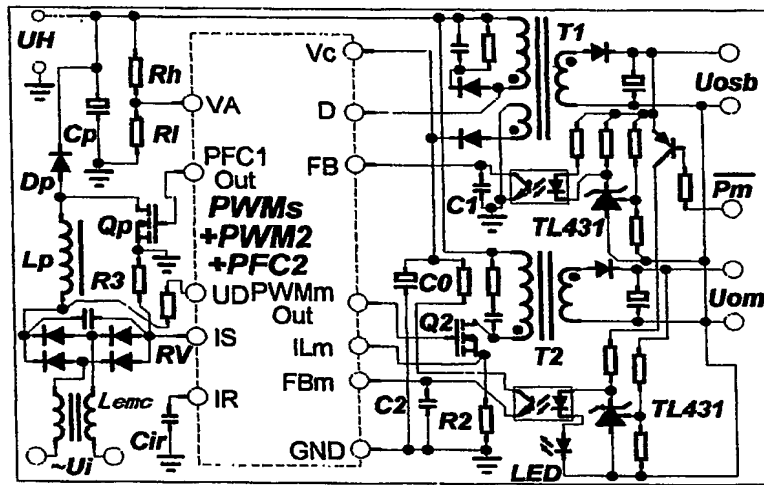 UH
Rh
Rl
Cp
Dp
Lp
Qp
R3
RV
Lemc
~Ui
Cir
VA
PFC1
Out
PWMs
+PWM2
+PFC2
UD
PWMm
Out
IS
ILm
IR
FBm
GND
Vc
D
FB
C1
C0
Q2
C2
R2
T1
Uosb
Pm
TL431
T2
Uom
TL431
LED